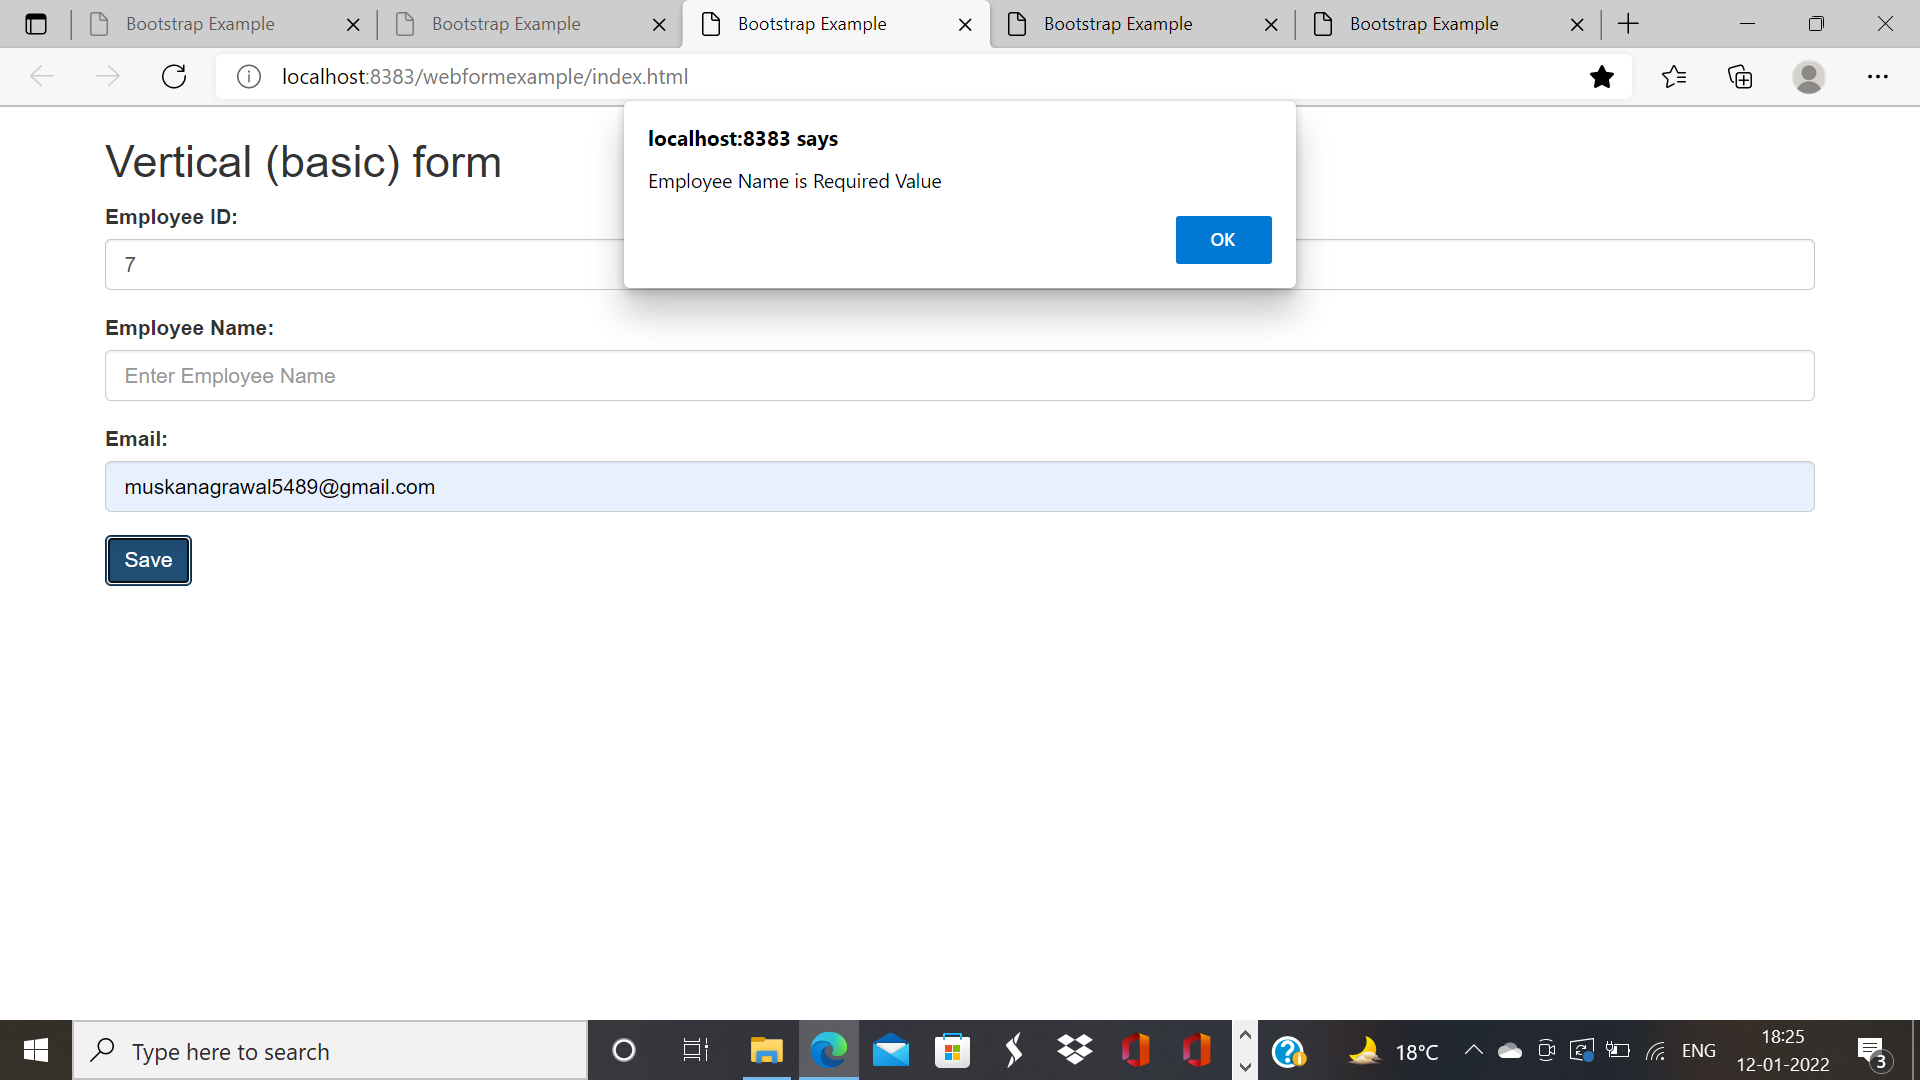 Bootstrap Example
Bootstrap Example
Bootstrap Example
Bootstrap Example
Bootstrap Example
localhost:8383/webformexample/index.html
localhost:8383 says
Employee Name is Required Value
OK
Vertical (basic) form
Employee ID:
7
Employee Name:
Enter Employee Name
Email:
muskanagrawal5489@gmail.com
Save
Type here to search
18°C
ENG
18:25
12-01-2022
3